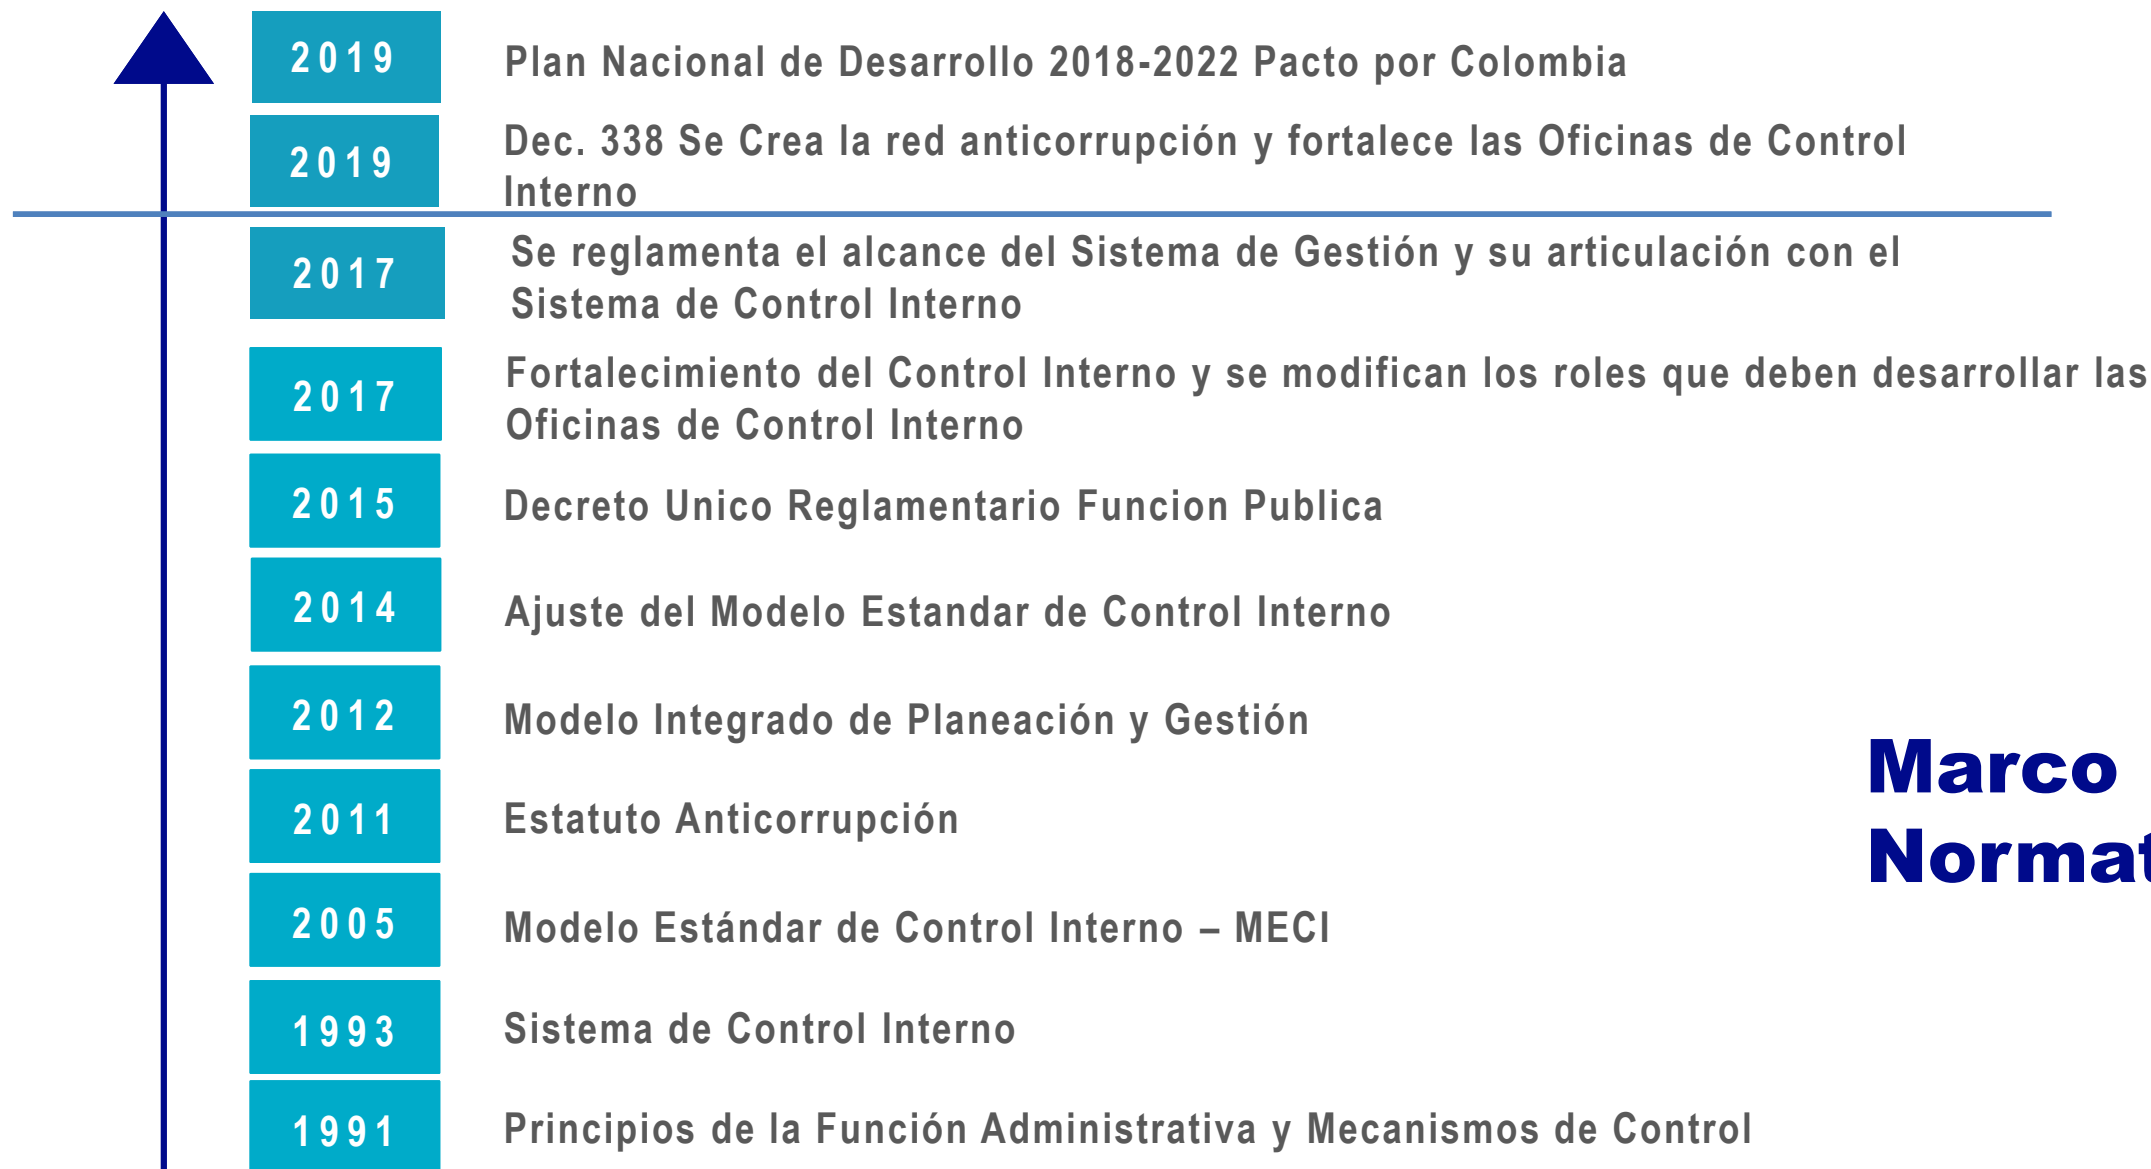 2019
Plan Nacional de Desarrollo 2018-2022 Pacto por Colombia
2019
Dec. 338 Se Crea la red anticorrupción y fortalece las Oficinas de Control
Interno
2017
Se reglamenta el alcance del Sistema de Gestión y su articulación con el
Sistema de Control Interno
2017
Fortalecimiento del Control Interno y se modifican los roles que deben desarrollar las
Oficinas de Control Interno
2015
Decreto Unico Reglamentario Funcion Publica
2014
Ajuste del Modelo Estandar de Control Interno
2012
Modelo Integrado de Planeación y Gestión
2011
Estatuto Anticorrupción
2005
Modelo Estándar de Control Interno – MECI
1993
Sistema de Control Interno
1991
Principios de la Función Administrativa y Mecanismos de Control
Marco